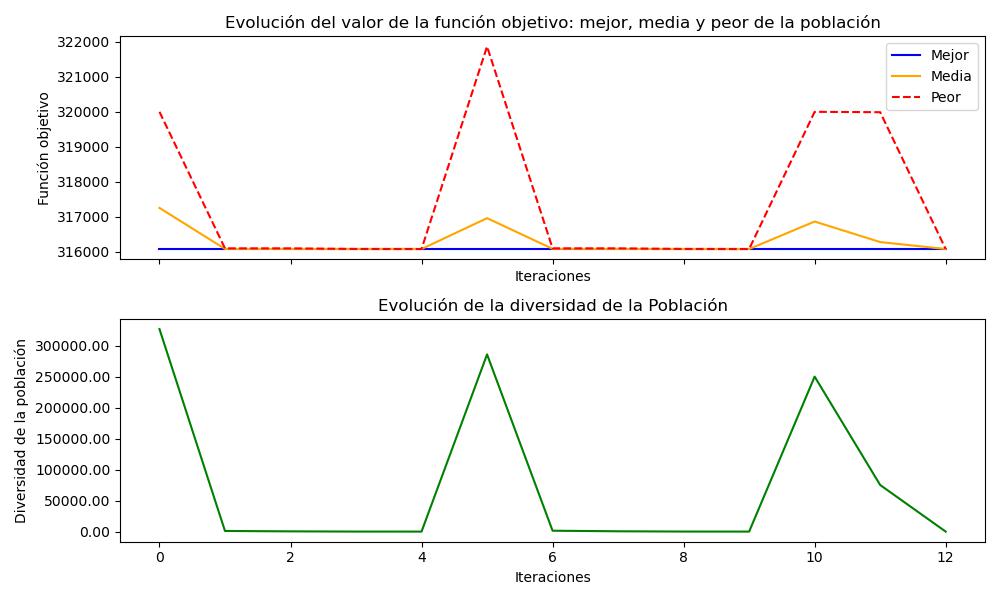 Evolución del valor de la función objetivo: mejor, media y peor de la población
322000
321000
320000
319000
318000
317000
316000
Función objetivo
Mejor
Media
Peor
Iteraciones
Evolución de la diversidad de la Población
300000.00
250000.00
200000.00
150000.00
100000.00
50000.00
0.00
Diversidad de la población
0 2 4 6 8 10 12
Iteraciones